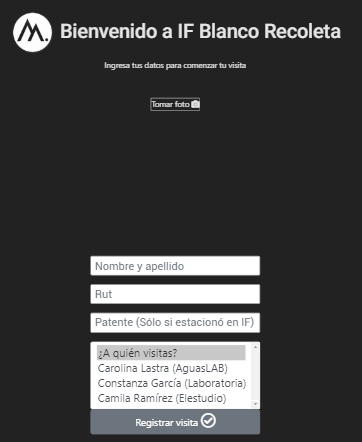 M.
Bienvenido a IF Blanco Recoleta
Ingresa tus datos para comenzar tu visita
Tomar foto
Nombre y apellido
Rut
Patente (Sólo si estacionó en IF)
¿A quién visitas?
Carolina Lastra (AguasLAB)
Constanza García (Laboratoria)
Camila Ramírez (Elestudio)
Registrar visita